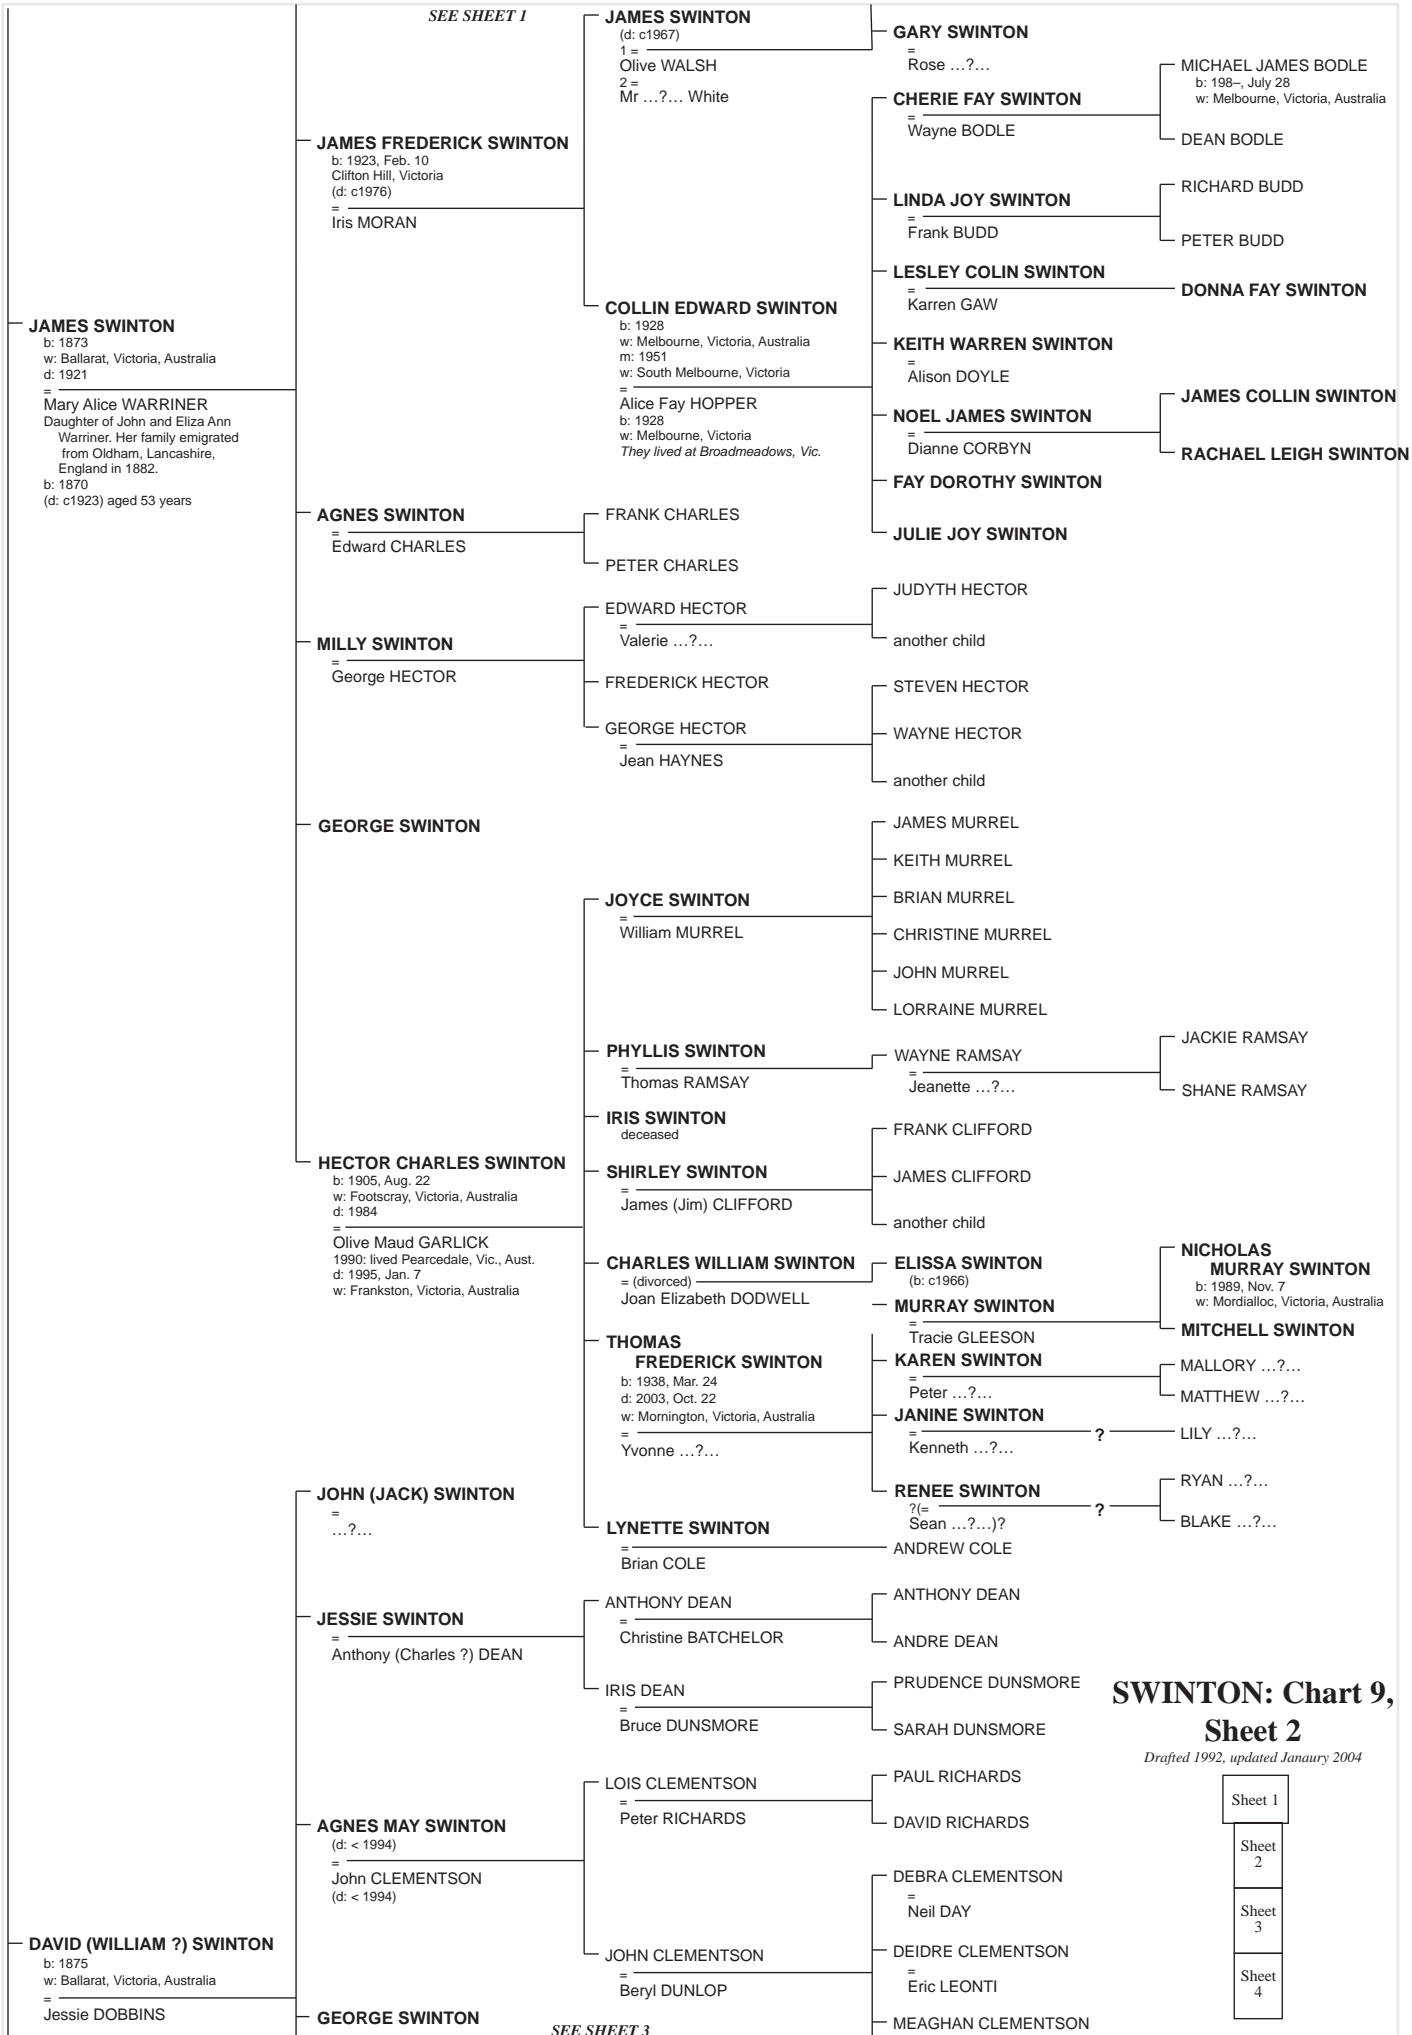 SEE SHEET 1
JAMES SWINTON
b: 1873
w: Ballarat, Victoria, Australia
d: 1921
=
Mary Alice WARRINER
Daughter of John and Eliza Ann
Warriner. Her family emigrated
from Oldham, Lancashire,
England in 1882.
b: 1870
(d: c1923) aged 53 years
DAVID (WILLIAM ?) SWINTON
b: 1875
w: Ballarat, Victoria, Australia
=
Jessie DOBBINS
JAMES FREDERICK SWINTON
b: 1923, Feb. 10
Clifton Hill, Victoria
(d: c1976)
=
Iris MORAN
AGNES SWINTON
=
Edward CHARLES
MILLY SWINTON
=
George HECTOR
GEORGE SWINTON
HECTOR CHARLES SWINTON
b: 1905, Aug. 22
w: Footscray, Victoria, Australia
d: 1984
=
Olive Maud GARLICK
1990: lived Pearcedale, Vic., Aust.
d: 1995, Jan. 7
w: Frankston, Victoria, Australia
JOHN (JACK) SWINTON
=
…?…
JESSIE SWINTON
=
Anthony (Charles ?) DEAN
AGNES MAY SWINTON
(d: < 1994)
=
John CLEMENTSON
(d: < 1994)
GEORGE SWINTON
JAMES SWINTON
(d: c1967)
1 =
Olive WALSH
2 =
Mr …?… White
COLLIN EDWARD SWINTON
b: 1928
w: Melbourne, Victoria, Australia
m: 1951
w: South Melbourne, Victoria
=
Alice Fay HOPPER
b: 1928
w: Melbourne, Victoria
They lived at Broadmeadows, Vic.
FRANK CHARLES
PETER CHARLES
EDWARD HECTOR
=
Valerie …?…
FREDERICK HECTOR
GEORGE HECTOR
=
Jean HAYNES
JOYCE SWINTON
=
William MURREL
PHYLLIS SWINTON
=
Thomas RAMSAY
IRIS SWINTON
deceased
SHIRLEY SWINTON
=
James (Jim) CLIFFORD
CHARLES WILLIAM SWINTON
= (divorced)
Joan Elizabeth DODWELL
THOMAS
FREDERICK SWINTON
b: 1938, Mar. 24
d: 2003, Oct. 22
w: Mornington, Victoria, Australia
=
Yvonne …?…
LYNETTE SWINTON
=
Brian COLE
ANTHONY DEAN
=
Christine BATCHELOR
IRIS DEAN
=
Bruce DUNSMORE
LOIS CLEMENTSON
=
Peter RICHARDS
JOHN CLEMENTSON
=
Beryl DUNLOP
SEE SHEET 3
GARY SWINTON
=
Rose …?…
CHERIE FAY SWINTON
=
Wayne BODLE
LINDA JOY SWINTON
=
Frank BUDD
LESLEY COLIN SWINTON
=
Karren GAW
KEITH WARREN SWINTON
=
Alison DOYLE
NOEL JAMES SWINTON
=
Dianne CORBYN
FAY DOROTHY SWINTON
JULIE JOY SWINTON
JUDYTH HECTOR
another child
STEVEN HECTOR
WAYNE HECTOR
another child
JAMES MURREL
KEITH MURREL
BRIAN MURREL
CHRISTINE MURREL
JOHN MURREL
LORRAINE MURREL
WAYNE RAMSAY
=
Jeanette …?…
FRANK CLIFFORD
JAMES CLIFFORD
another child
ELISSA SWINTON
(b: c1966)
MURRAY SWINTON
=
Tracie GLEESON
KAREN SWINTON
=
Peter …?…
JANINE SWINTON
= ?
Kenneth …?…
RENEE SWINTON
?(= ?
Sean …?…)?
ANDREW COLE
ANTHONY DEAN
ANDRE DEAN
PRUDENCE DUNSMORE
SARAH DUNSMORE
PAUL RICHARDS
DAVID RICHARDS
DEBRA CLEMENTSON
=
Neil DAY
DEIDRE CLEMENTSON
=
Eric LEONTI
MEAGHAN CLEMENTSON
MICHAEL JAMES BODLE
b: 198–, July 28
w: Melbourne, Victoria, Australia
DEAN BODLE
RICHARD BUDD
PETER BUDD
DONNA FAY SWINTON
JAMES COLLIN SWINTON
RACHAEL LEIGH SWINTON
JACKIE RAMSAY
SHANE RAMSAY
NICHOLAS
MURRAY SWINTON
b: 1989, Nov. 7
w: Mordialloc, Victoria, Australia
MITCHELL SWINTON
MALLORY …?…
MATTHEW …?…
LILY …?…
RYAN …?…
BLAKE …?…
SWINTON: Chart 9,
Sheet 2
Drafted 1992, updated Janaury 2004
Sheet 1
Sheet
2
Sheet
3
Sheet
4